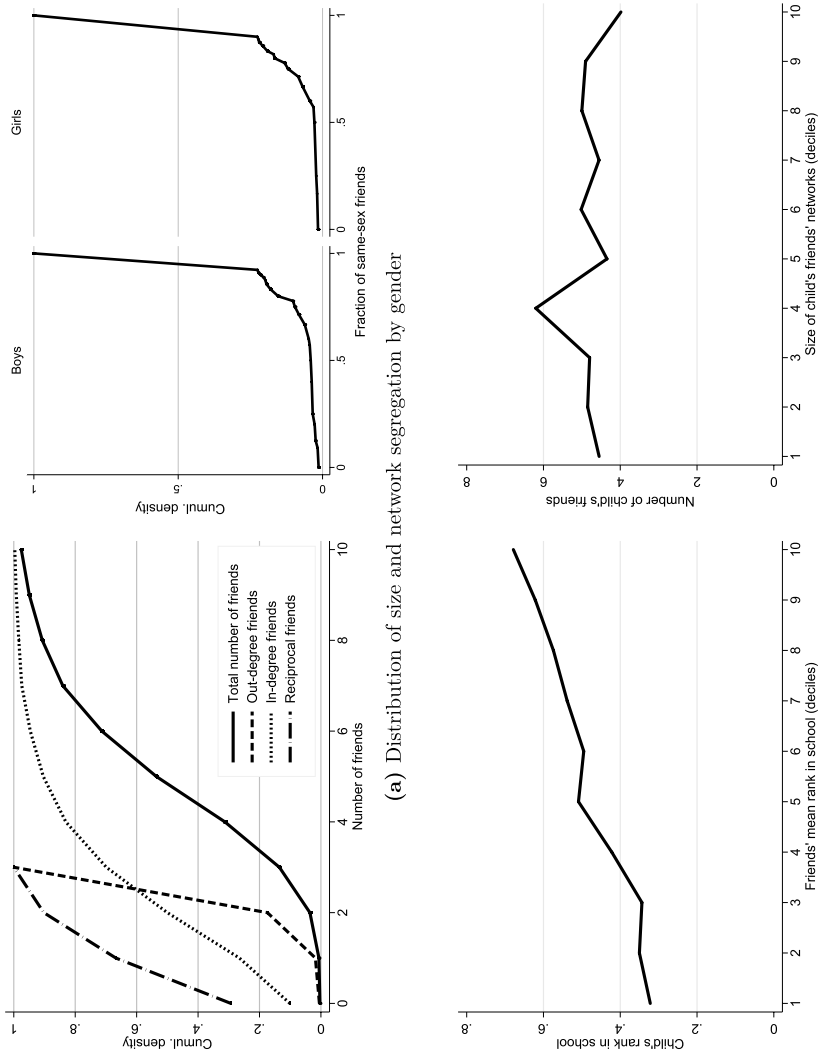 Cumul. density
0 .2 .4 .6 .8 1
0 2 4 6 8 10
Number of friends
Total number of friends
Out-degree friends
In-degree friends
Reciprocal friends
Boys
Girls
Cumul. density
0 .5 1
0 .5 1
0 .5 1
Fraction of same-sex friends
(a) Distribution of size and network segregation by gender
Child's rank in school
0 .2 .4 .6 .8
1 2 3 4 5 6 7 8 9 10
Friends' mean rank in school (deciles)
Number of child's friends
0 2 4 6 8
1 2 3 4 5 6 7 8 9 10
Size of child's friends' networks (deciles)